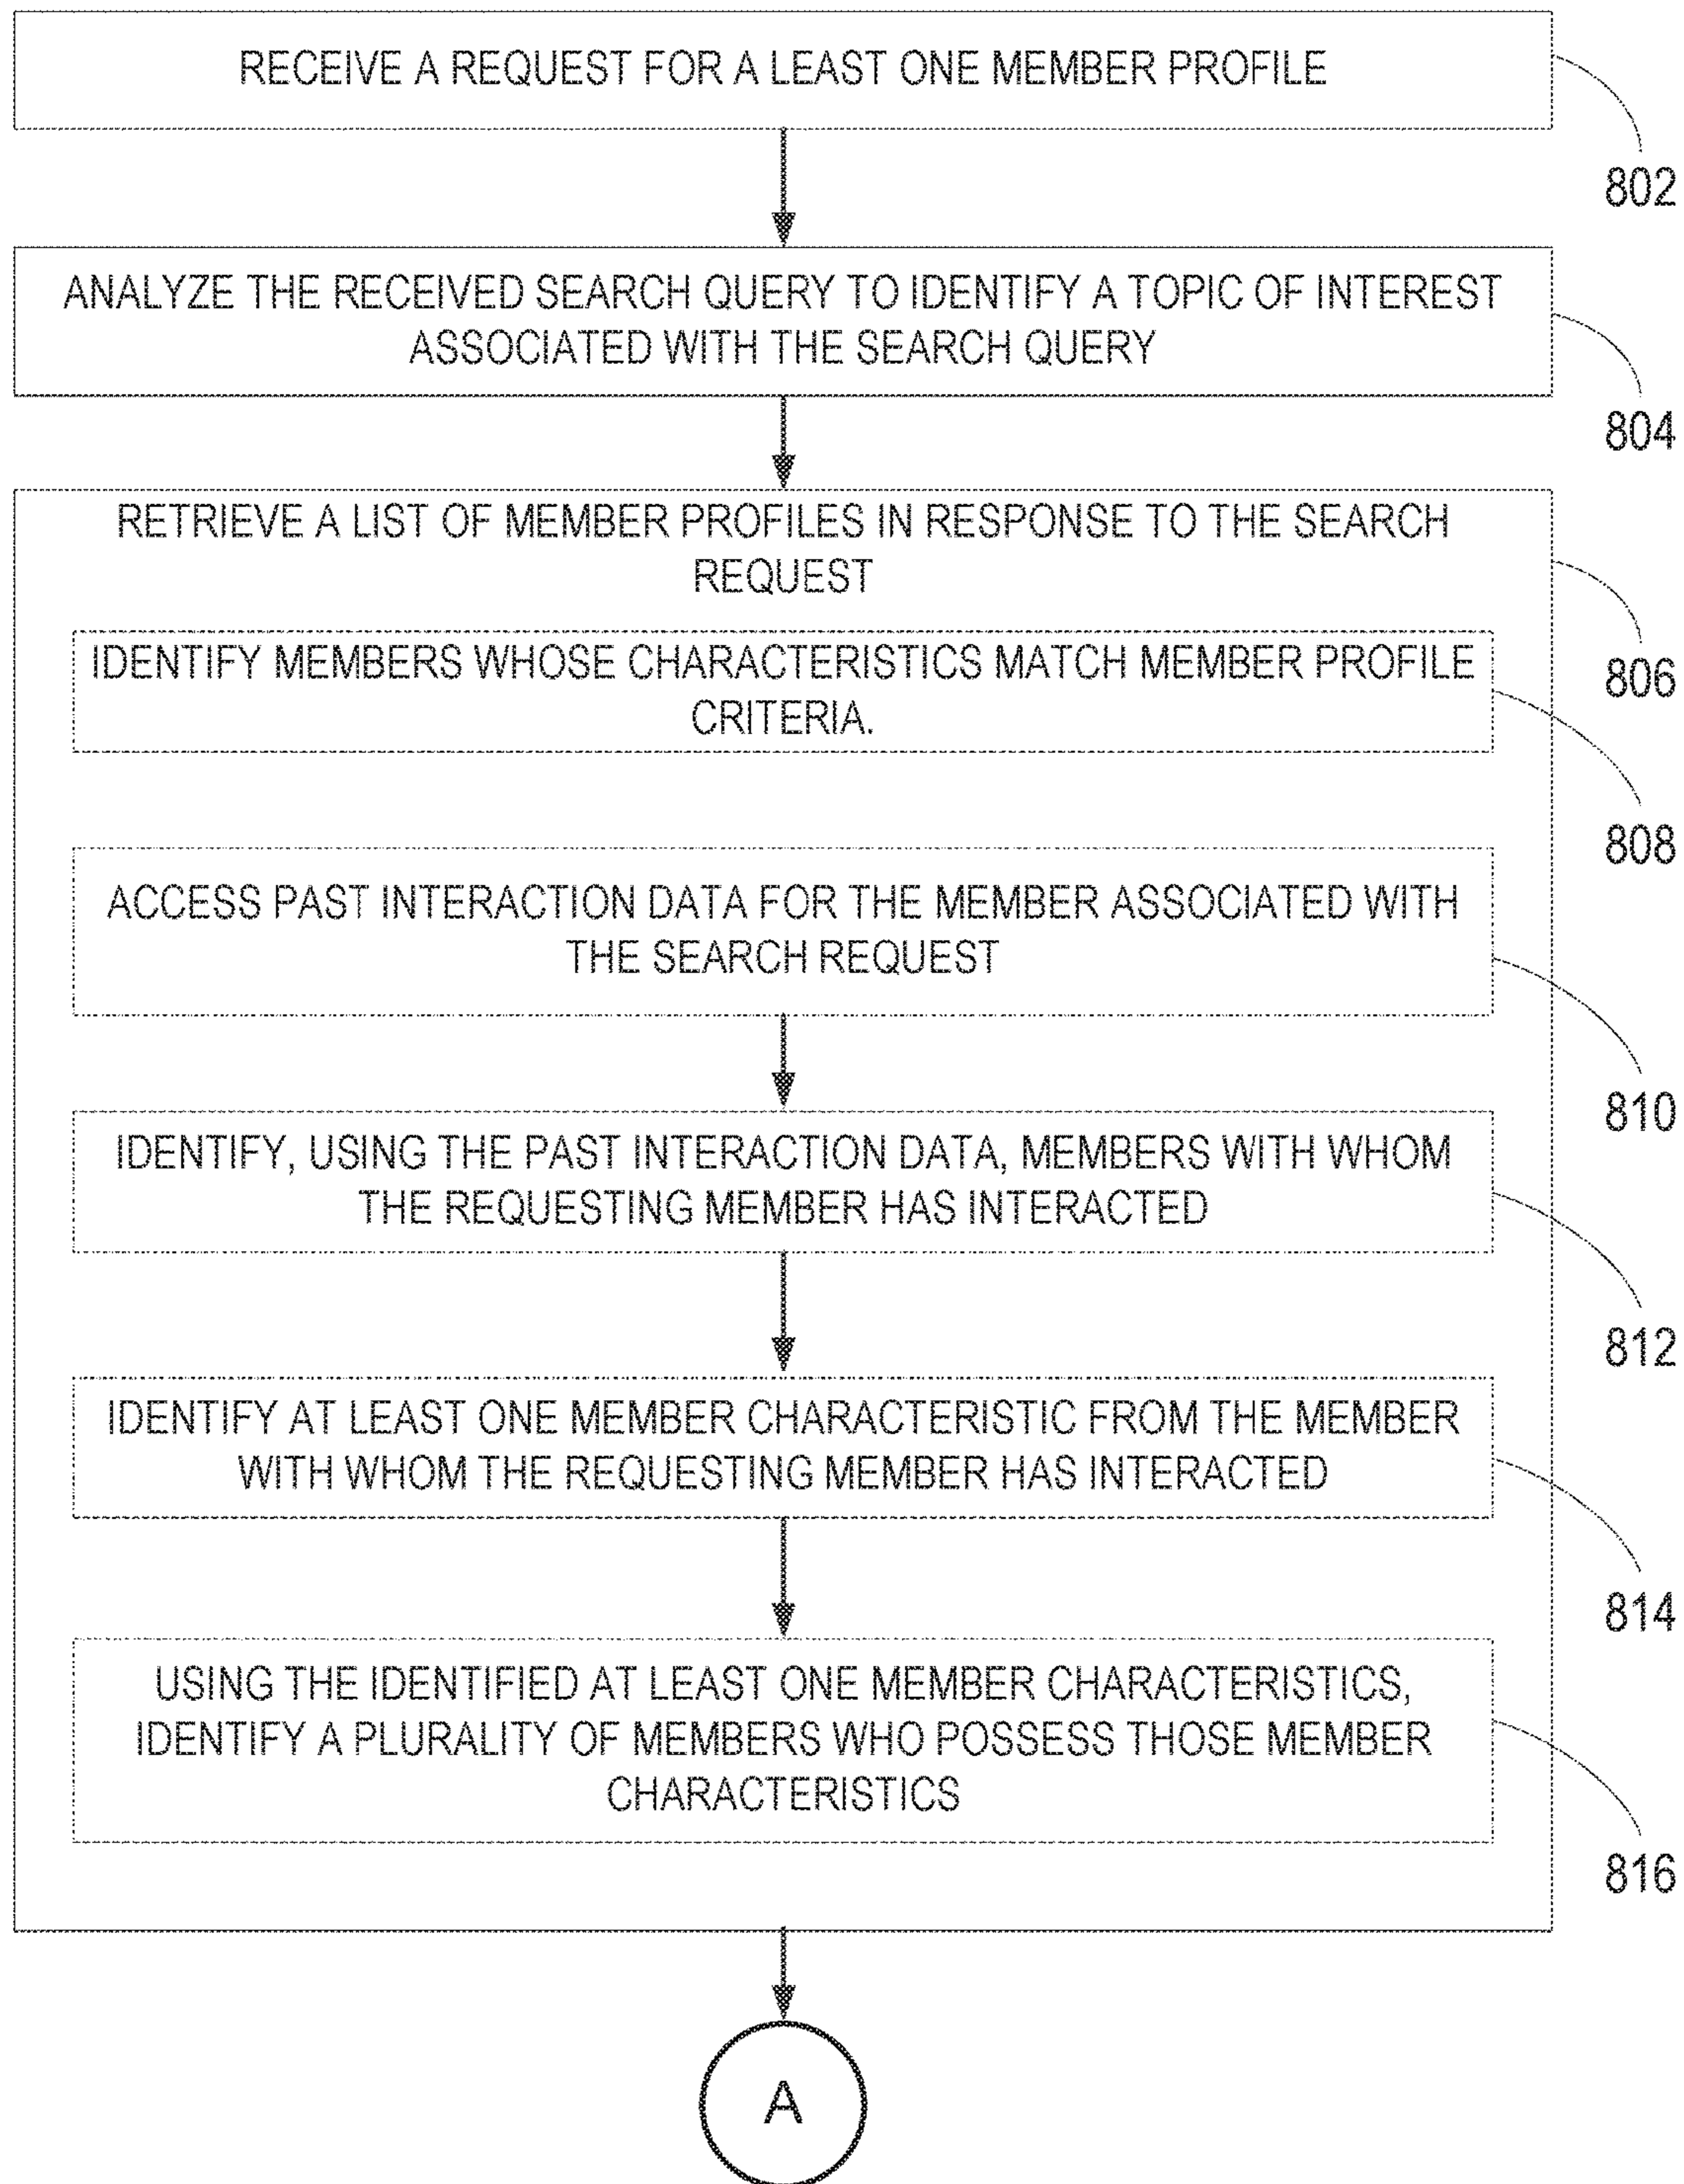 RECEIVE A REQUEST FOR A LEAST ONE MEMBER PROFILE
802
ANALYZE THE RECEIVED SEARCH QUERY TO IDENTIFY A TOPIC OF INTEREST
ASSOCIATED WITH THE SEARCH QUERY
804
RETRIEVE A LIST OF MEMBER PROFILES IN RESPONSE TO THE SEARCH
REQUEST
806
IDENTIFY MEMBERS WHOSE CHARACTERISTICS MATCH MEMBER PROFILE
CRITERIA.
808
ACCESS PAST INTERACTION DATA FOR THE MEMBER ASSOCIATED WITH
THE SEARCH REQUEST
810
IDENTIFY, USING THE PAST INTERACTION DATA, MEMBERS WITH WHOM
THE REQUESTING MEMBER HAS INTERACTED
812
IDENTIFY AT LEAST ONE MEMBER CHARACTERISTIC FROM THE MEMBER
WITH WHOM THE REQUESTING MEMBER HAS INTERACTED
814
USING THE IDENTIFIED AT LEAST ONE MEMBER CHARACTERISTICS,
IDENTIFY A PLURALITY OF MEMBERS WHO POSSESS THOSE MEMBER
CHARACTERISTICS
816
A